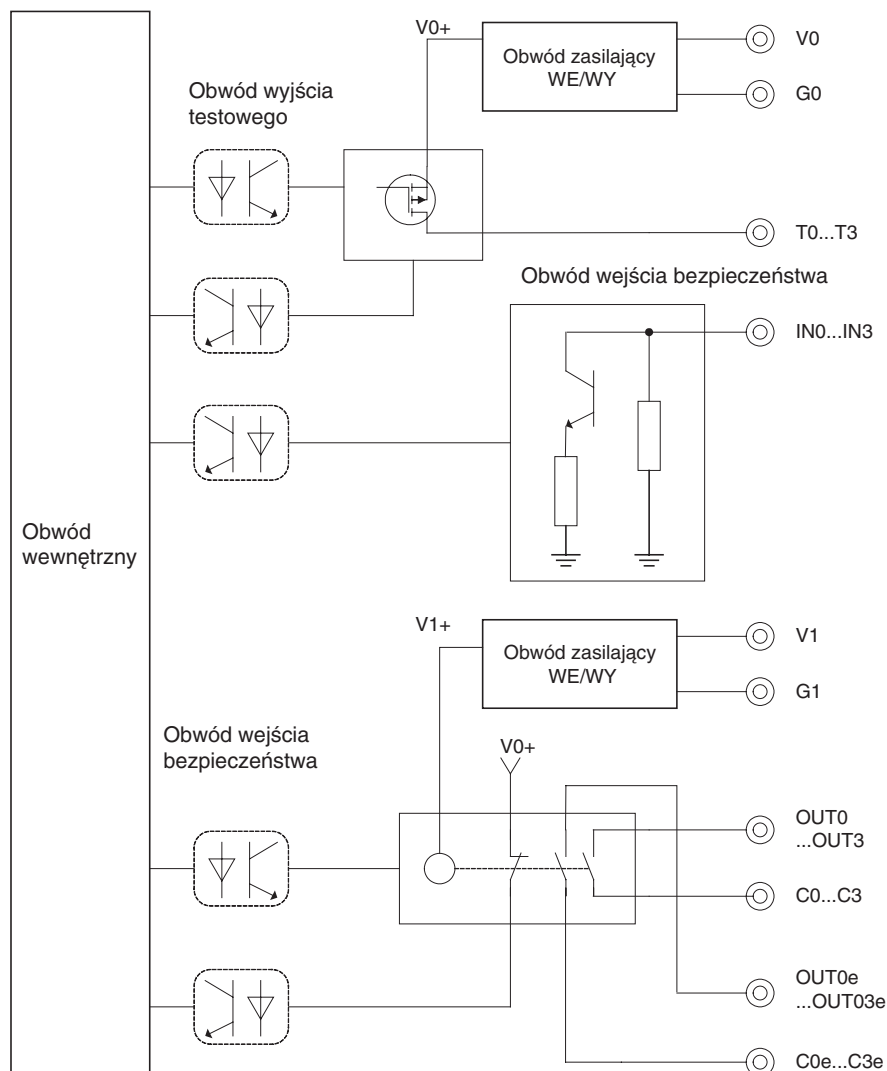 V0+
Obwód zasilający
WE/WY
V0
G0
Obwód wyjścia
testowego
T0...T3
Obwód wejścia bezpieczeństwa
IN0...IN3
Obwód
wewnętrzny
V1+
Obwód zasilający
WE/WY
V1
G1
Obwód wejścia
bezpieczeństwa
V0+
OUT0
...OUT3
C0...C3
OUT0e
...OUT03e
C0e...C3e